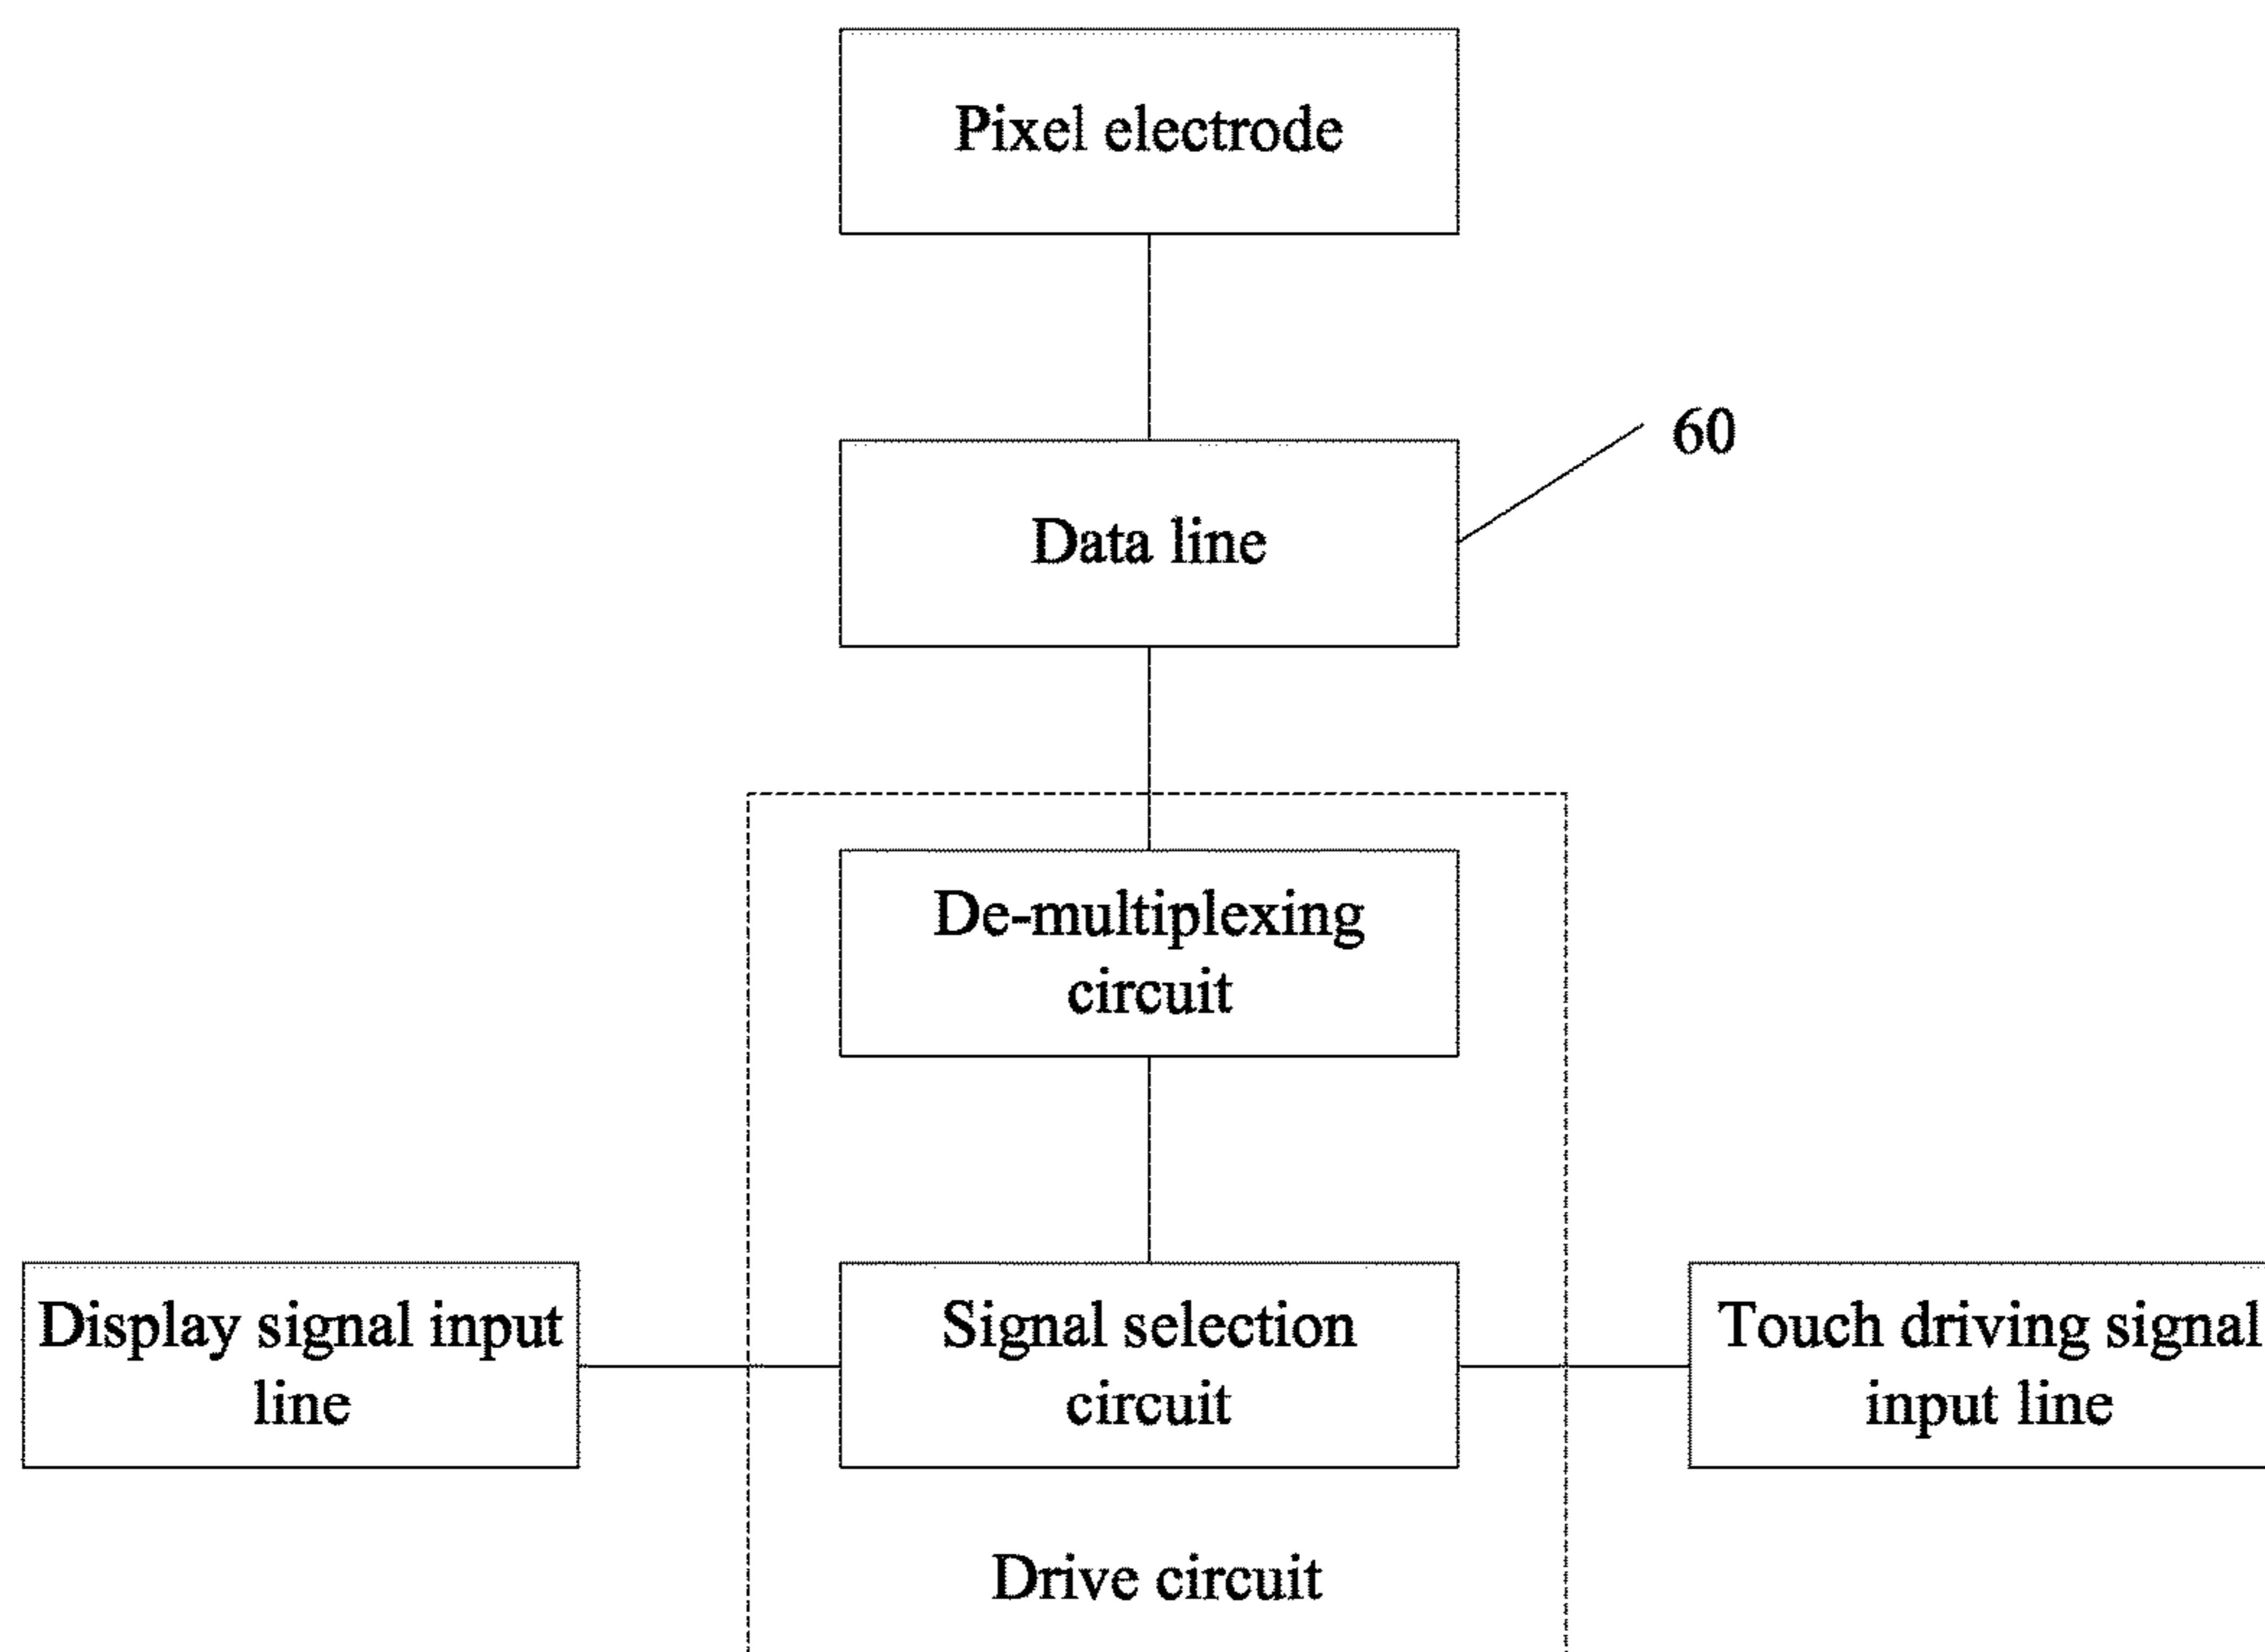 Pixel electrode
60
Data line
De-multiplexing
circuit
Display signal input
line
Signal selection
circuit
Touch driving signal
input line
Drive circuit